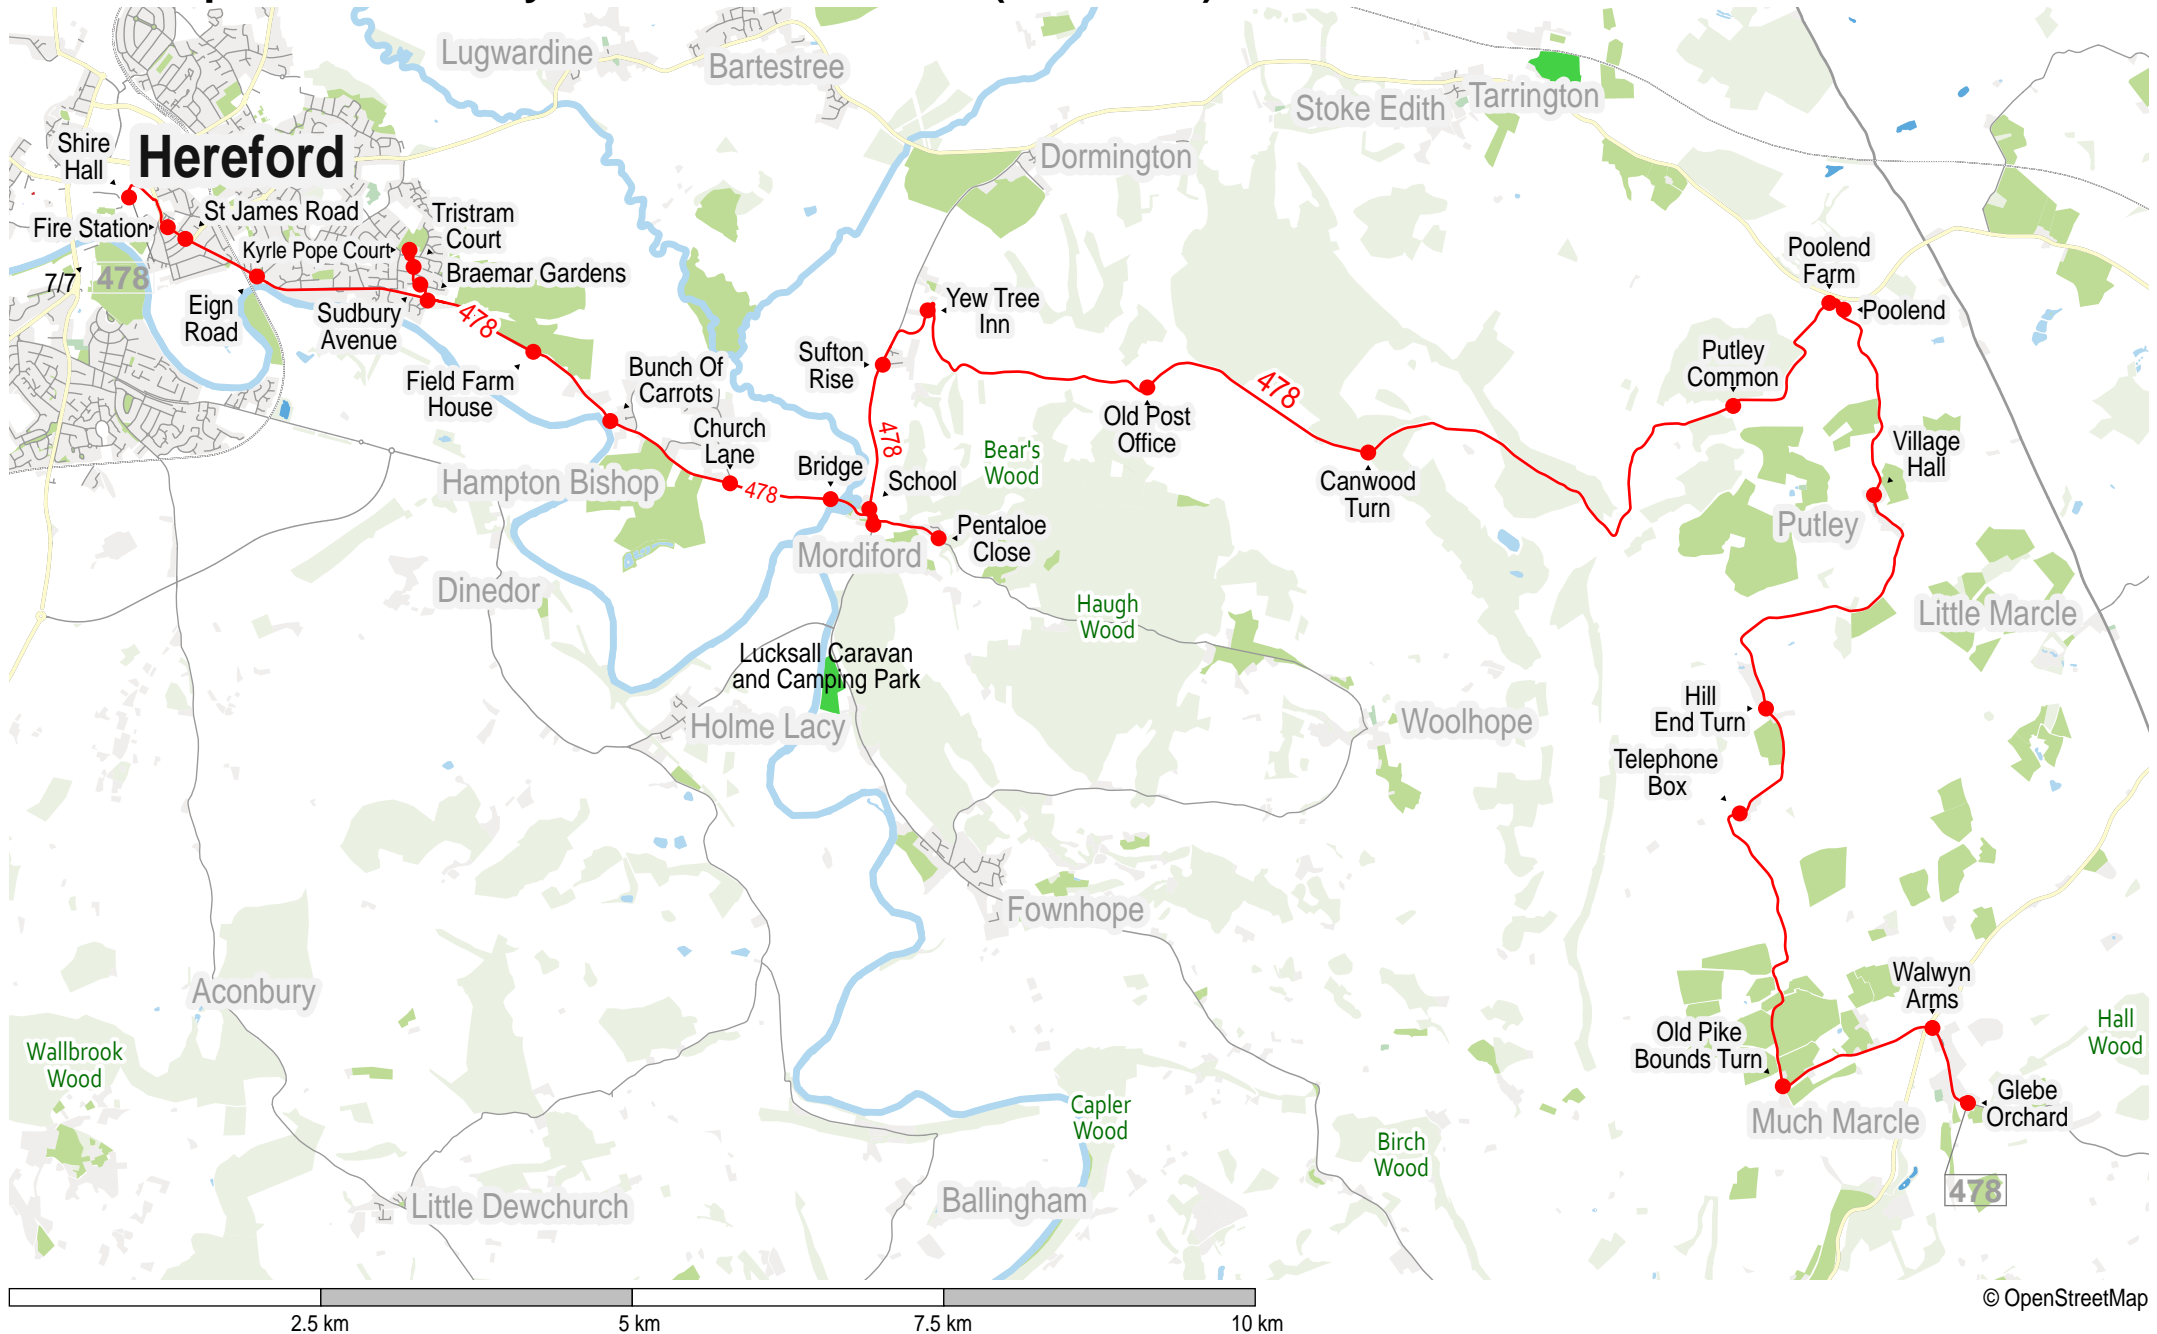 Lugwardine
Bartestree
Stoke Edith
Tarrington
Dormington
Shire
Hall
Hereford
St James Road
Fire Station
Tristram
Court
Kyrle Pope Court
Braemar Gardens
7/7
478
Eign
Road
Sudbury
Avenue
478
Field Farm
House
Bunch Of
Carrots
Church
Lane
Hampton Bishop
478
Bridge
School
Sufton
Rise
478
Yew Tree
Inn
Old Post
Office
478
Canwood
Turn
Putley
Common
Poolend
Farm
Poolend
Village
Hall
Putley
Bear's
Wood
Pentaloe
Close
Mordiford
Dinedor
Haugh
Wood
Little Marcle
Lucksall Caravan
and Camping Park
Holme Lacy
Woolhope
Hill
End Turn
Telephone
Box
Fownhope
Aconbury
Walwyn
Arms
Old Pike
Bounds Turn
Hall
Wood
Wallbrook
Wood
Glebe
Orchard
Much Marcle
Capler
Wood
Birch
Wood
478
Little Dewchurch
Ballingham
© OpenStreetMap
2.5 km
5 km
7.5 km
10 km